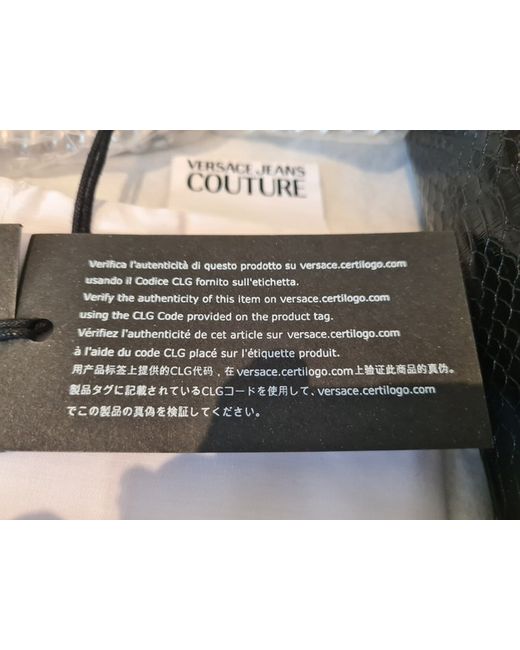 VERSACE JEANS
COUTURE
Verifica l'autenticità di questo prodotto su versace.certilogo.com
usando il Codice CLG fornito sull'etichetta.
Verify the authenticity of this item on versace.certilogo.com
using the CLG Code provided on the product tag.
Vérifiez l'authenticité de cet article sur versace.certilogo.com
à l'aide du code CLG placé sur l'étiquette produit.
用产品标签上提供的CLG代码，在versace.certilogo.com上验证此商品的真伪。
製品タグに記載されているCLGコードを使用して、versace.certilogo.com
でこの製品の真偽を検証してください。